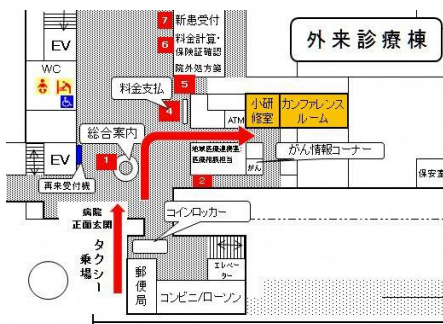 7
新患受付
外来診療棟
EV
6
料金計算・
保険証確認
WC
院外処方箋
5
料金支払
4
小研
修室
カンファレンス
ルーム
ATM
総合案内
EV
1
地域医療連携室
がん情報コーナー
がん
再来受付機
2
保安室
病院
正面玄関
コインロッカー
タクシー
乗場
郵便局
エレベーター
コンビニ/ローソン